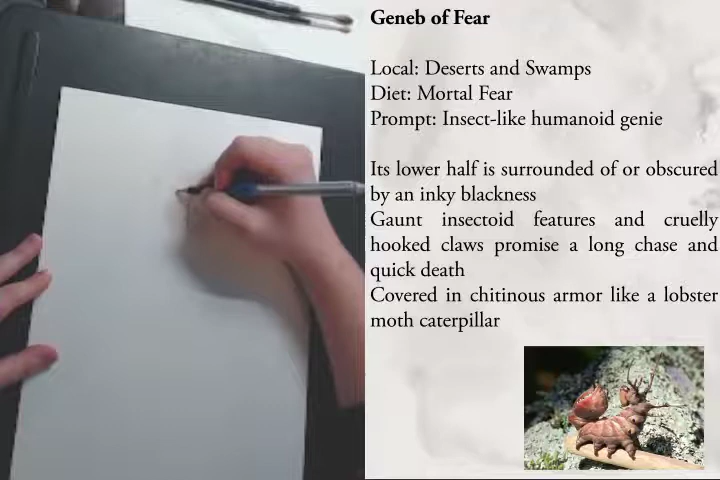 Geneb of Fear
Local: Deserts and Swamps
Diet: Mortal Fear
Prompt: Insect-like humanoid genie
Its lower half is surrounded of or obscured
by an inky blackness
Gaunt insectoid features and cruelly
hooked claws promise a long chase and
quick death
Covered in chitinous armor like a lobster
moth caterpillar